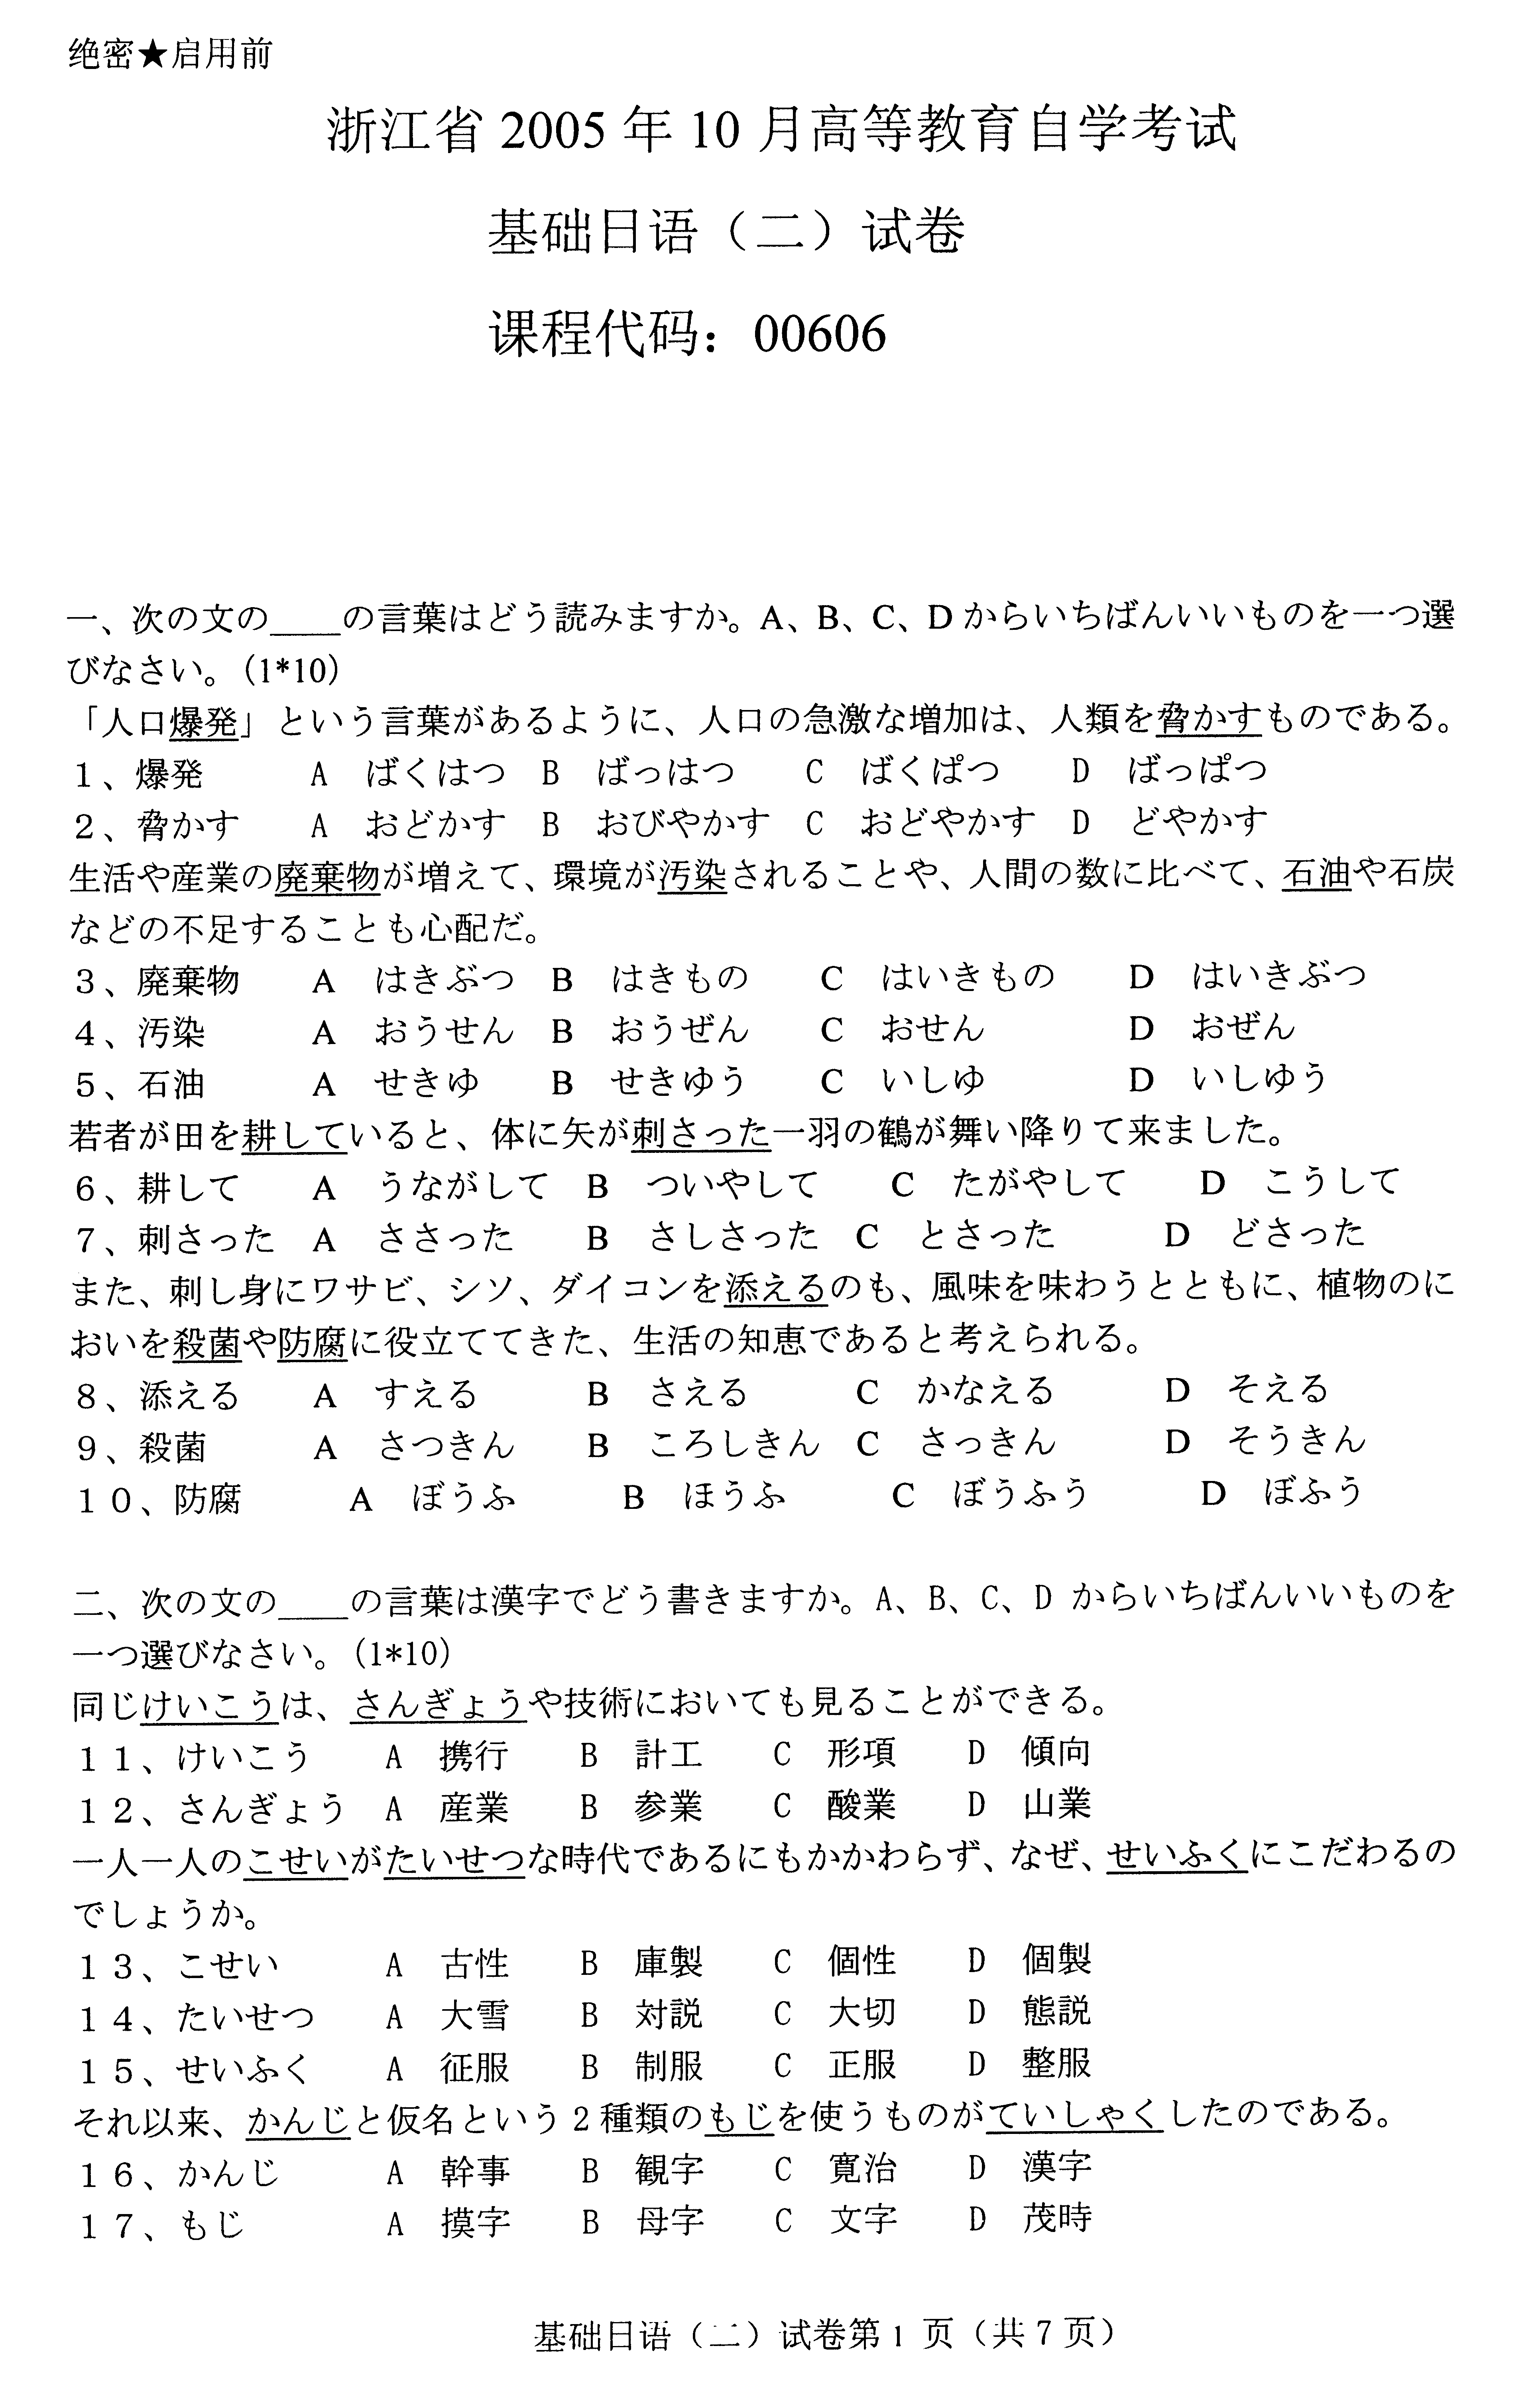 绝密★启用前
浙江省 2005 年 10 月高等教育自学考试
基础日语（二）试卷
课程代码：00606
一、次の文の____の言葉はどう読みますか。A、B、C、D からいちばんいいものを一つ選
びなさい。(1*10)
「人口爆発」という言葉があるように、人口の急激な増加は、人類を脅かすものである。
１、爆発　A　ばくはつ　B　ばっはつ　C　ばくぱつ　D　ばっぱつ
２、脅かす　A　おどかす　B　おびやかす　C　おどやかす　D　どやかす
生活や産業の廃棄物が増えて、環境が汚染されることや、人間の数に比べて、石油や石炭
などの不足することも心配だ。
３、廃棄物　A　はきぶつ　B　はきもの　C　はいきもの　D　はいきぶつ
４、汚染　A　おうせん　B　おうぜん　C　おせん　D　おぜん
５、石油　A　せきゆ　B　せきゆう　C　いしゆ　D　いしゆう
若者が田を耕していると、体に矢が刺さった一羽の鶴が舞い降りて来ました。
６、耕して　A　うながして　B　ついやして　C　たがやして　D　こうして
７、刺さった　A　ささった　B　さしさった　C　とさった　D　どさった
また、刺し身にワサビ、シソ、ダイコンを添えるのも、風味を味わうとともに、植物のに
おいを殺菌や防腐に役立ててきた、生活の知恵であると考えられる。
８、添える　A　すえる　B　さえる　C　かなえる　D　そえる
９、殺菌　A　さつきん　B　ころしきん　C　さっきん　D　そうきん
１０、防腐　A　ぼうふ　B　ほうふ　C　ぼうふう　D　ぼふう
二、次の文の____の言葉は漢字でどう書きますか。A、B、C、D からいちばんいいものを
一つ選びなさい。(1*10)
同じけいこうは、さんぎょうや技術においても見ることができる。
１１、けいこう　A　携行　B　計工　C　形項　D　傾向
１２、さんぎょう　A　産業　B　参業　C　酸業　D　山業
一人一人のこせいがたいせつな時代であるにもかかわらず、なぜ、せいふくにこだわるの
でしょうか。
１３、こせい　A　古性　B　庫製　C　個性　D　個製
１４、たいせつ　A　大雪　B　対説　C　大切　D　態説
１５、せいふく　A　征服　B　制服　C　正服　D　整服
それ以来、かんじと仮名という２種類のもじを使うものがていしゃくしたのである。
１６、かんじ　A　幹事　B　観字　C　寛治　D　漢字
１７、もじ　A　摸字　B　母字　C　文字　D　茂時
基础日语（二）试卷第 1 页（共 7 页）